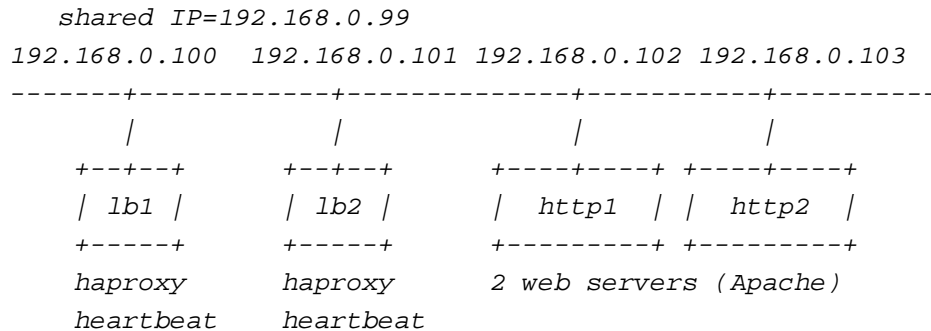 shared IP=192.168.0.99
192.168.0.100 192.168.0.101 192.168.0.102 192.168.0.103
-------+------------+--------------+-----------+----------
| | | |
+--+--+ +--+--+ +----+----+ +----+----+
| lb1 | | lb2 | | http1 | | http2 |
+-----+ +-----+ +---------+ +---------+
haproxy haproxy 2 web servers (Apache)
heartbeat heartbeat